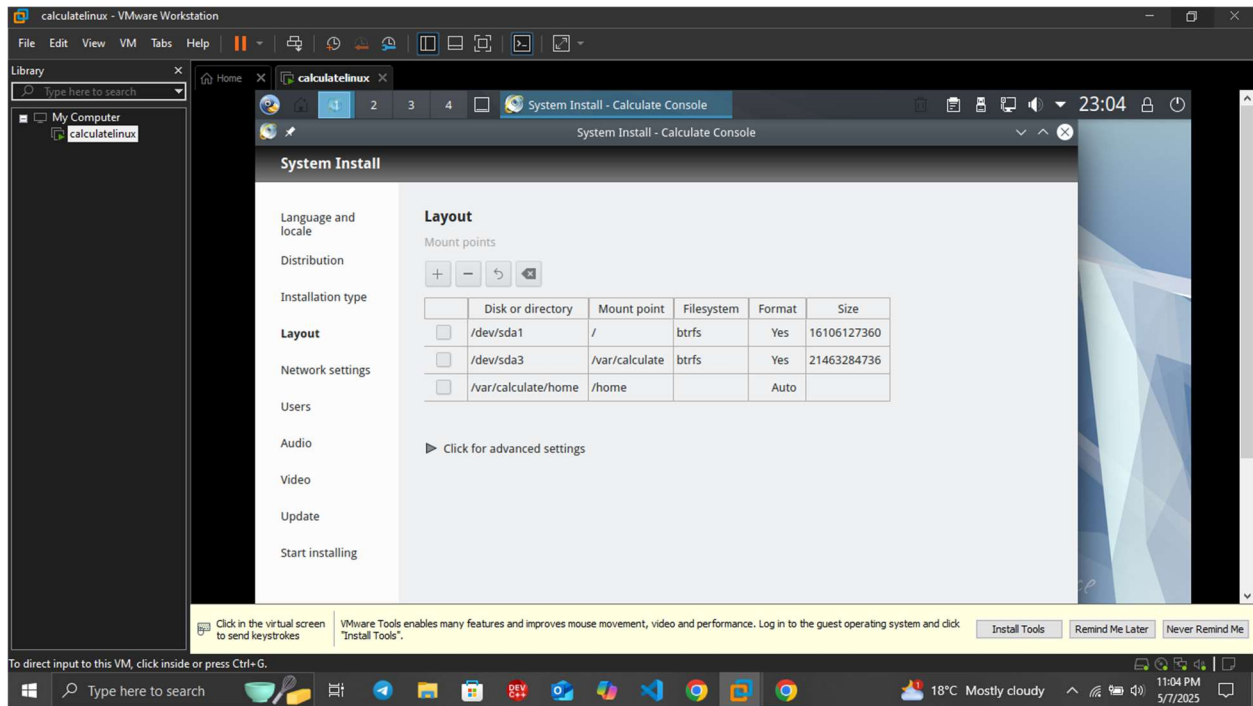 calculatelinux - VMware Workstation
File Edit View VM Tabs Help
Library
Type here to search
My Computer
calculatelinux
Home
calculatelinux
1 2 3 4
System Install - Calculate Console
23:04
System Install - Calculate Console
System Install
Language and
locale
Distribution
Installation type
Layout
Network settings
Users
Audio
Video
Update
Start installing
Layout
Mount points
Disk or directory Mount point Filesystem Format Size
/dev/sda1 / btrfs Yes 16106127360
/dev/sda3 /var/calculate btrfs Yes 21463284736
/var/calculate/home /home Auto
Click for advanced settings
Click in the virtual screen
to send keystrokes
VMware Tools enables many features and improves mouse movement, video and performance. Log in to the guest operating system and click
"Install Tools".
Install Tools
Remind Me Later
Never Remind Me
To direct input to this VM, click inside or press Ctrl+G.
Type here to search
DEV
C++
18°C Mostly cloudy
11:04 PM
5/7/2025